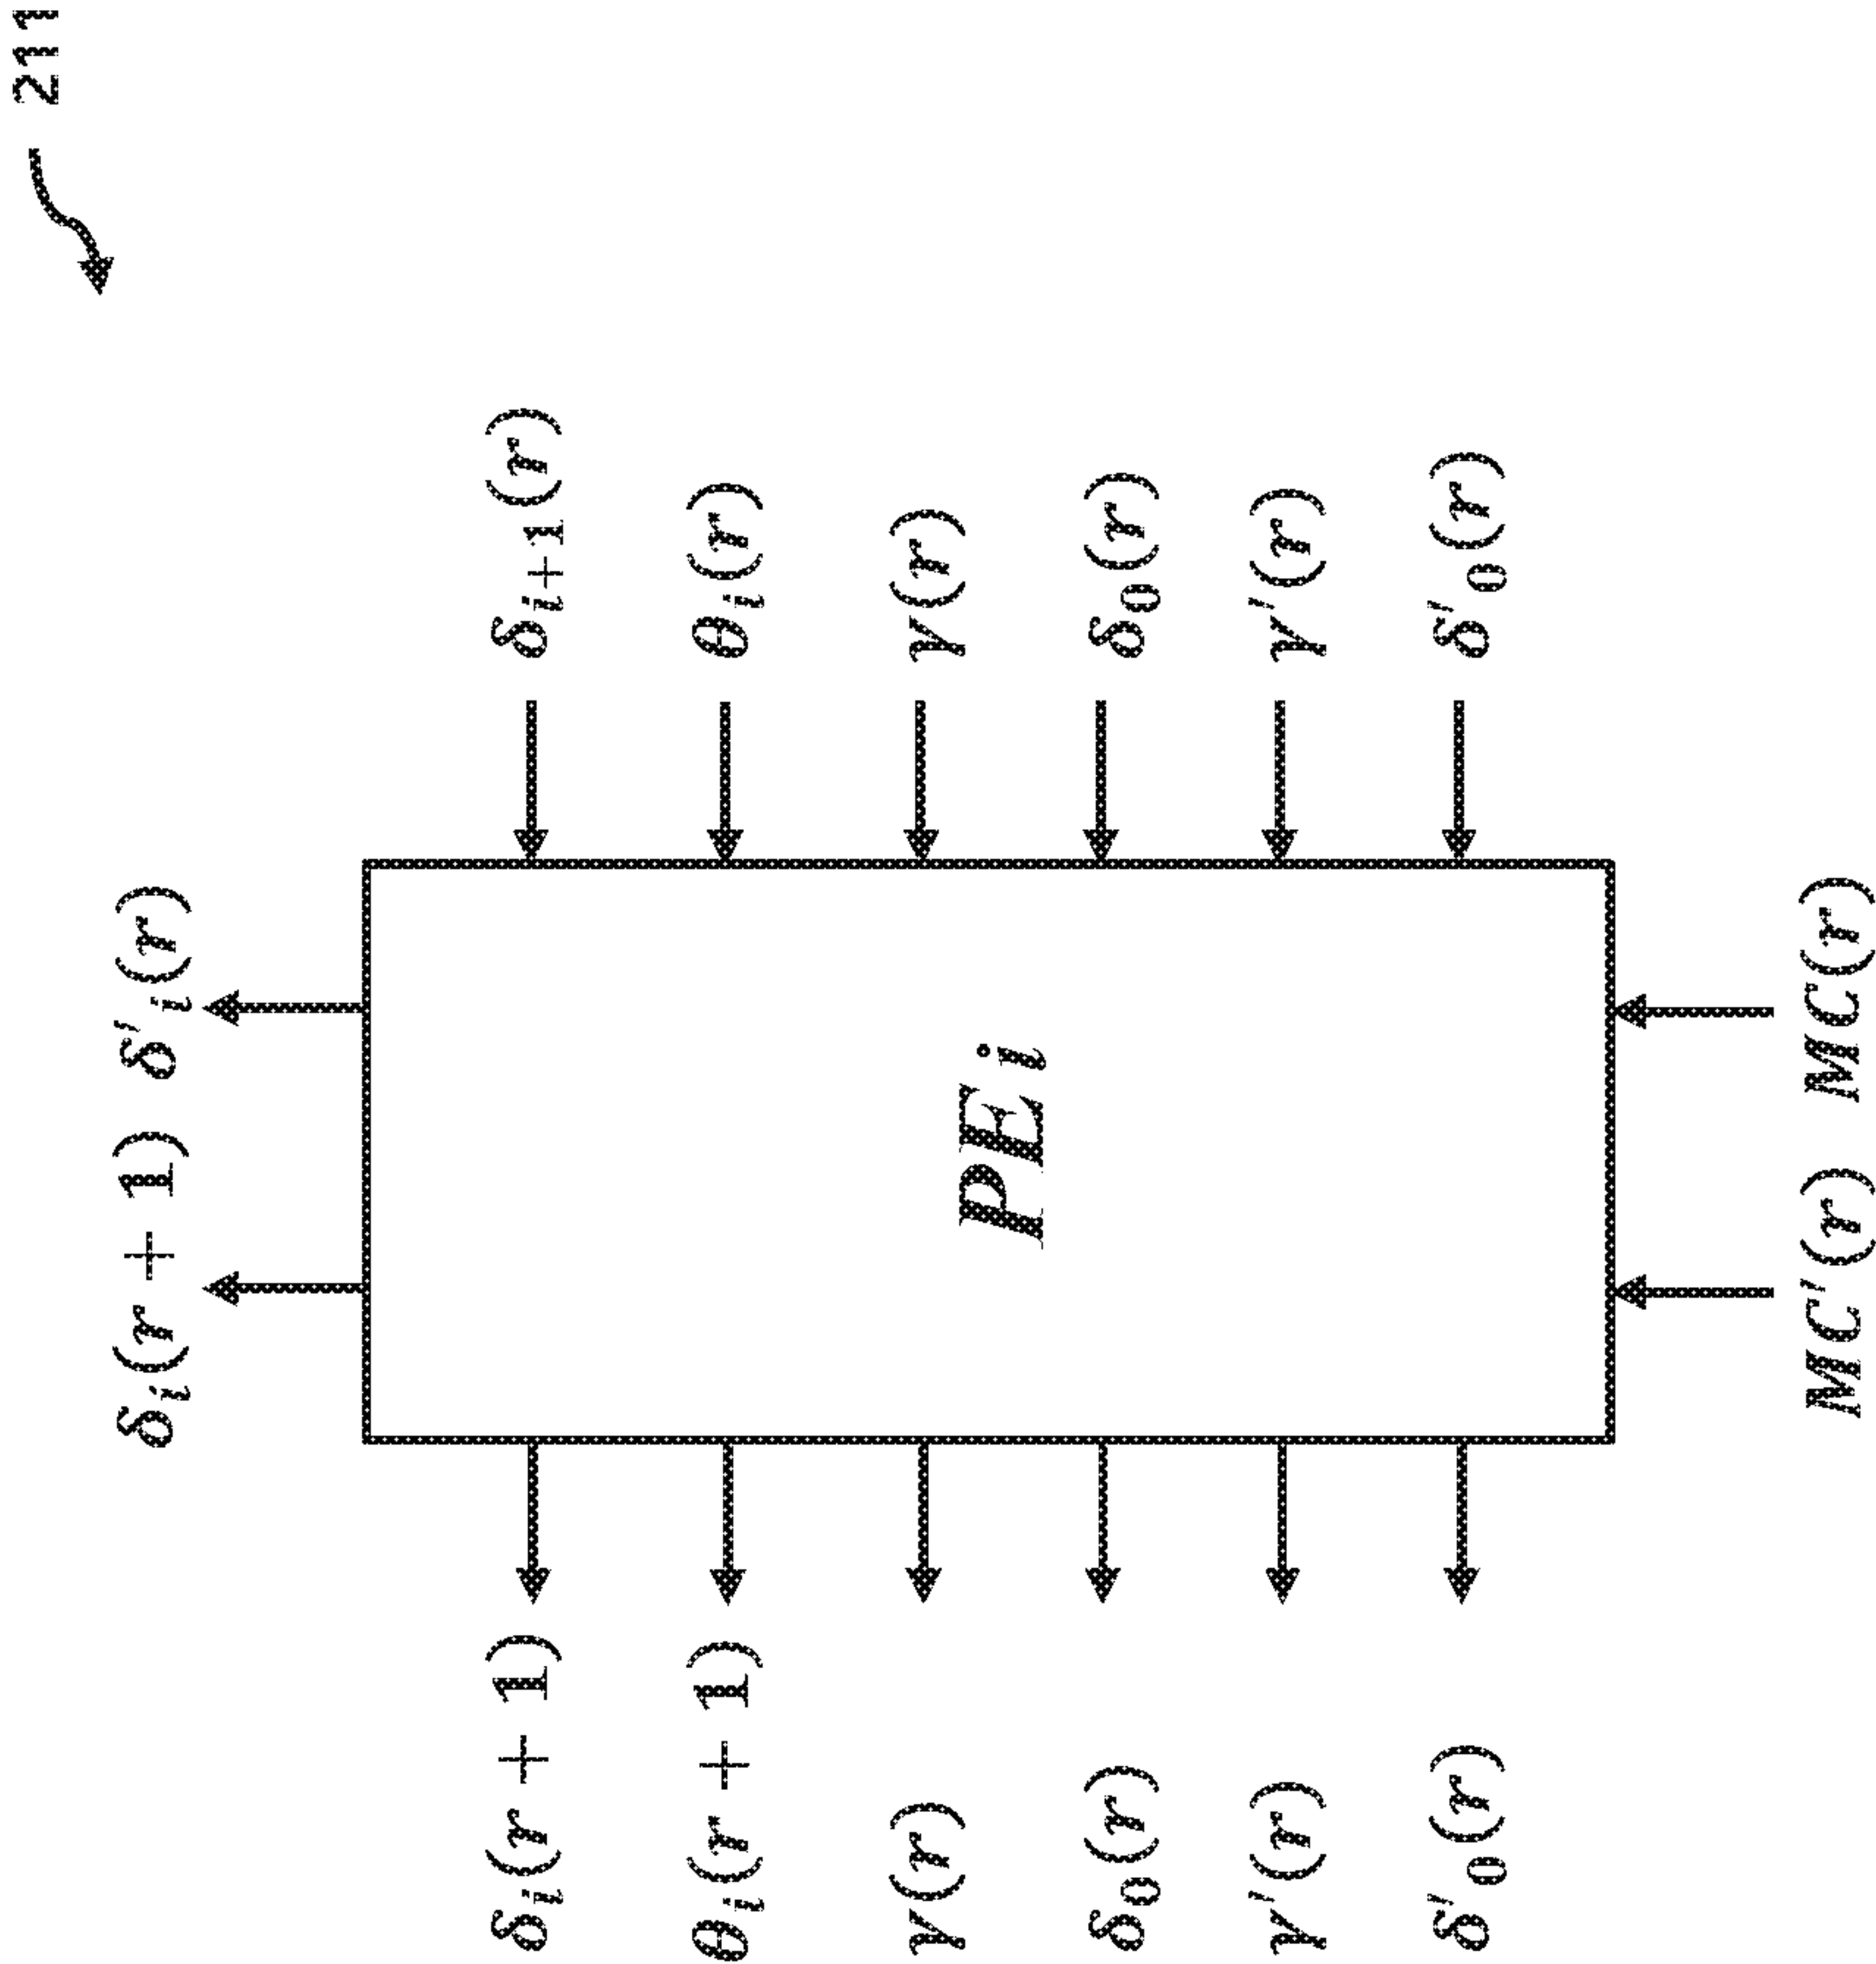 211
δᵢ(r + 1)
δ'ᵢ(r)
δᵢ(r + 1)
θᵢ(r + 1)
γ(r)
δ₀(r)
γ'(r)
δ'₀(r)
PEᵢ
δᵢ₊₁(r)
θᵢ(r)
γ(r)
δ₀(r)
γ'(r)
δ'₀(r)
MC'(r)
MC(r)